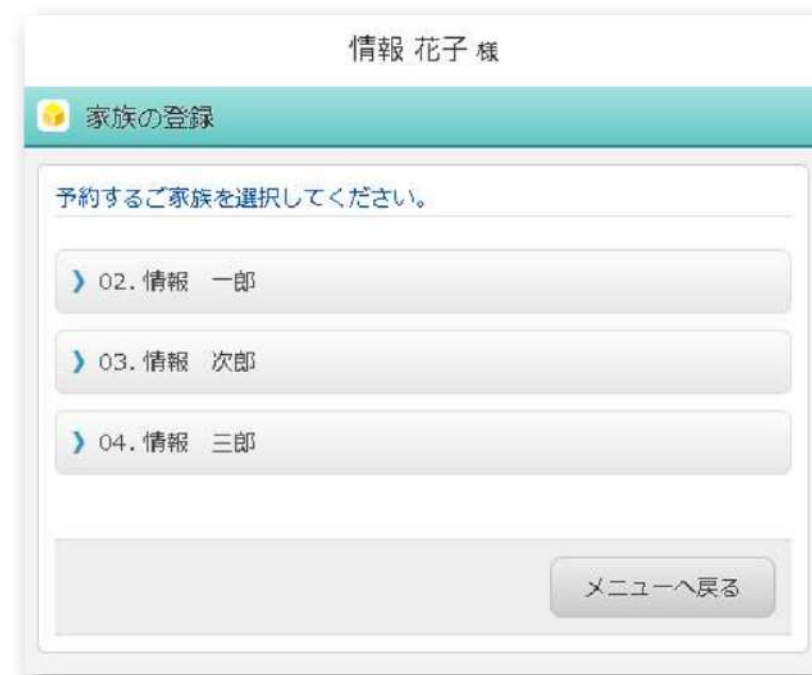 情報 花子 様
家族の登録
予約するご家族を選択してください。
》 02.情報　一郎
》 03.情報　次郎
》 04.情報　三郎
メニューへ戻る